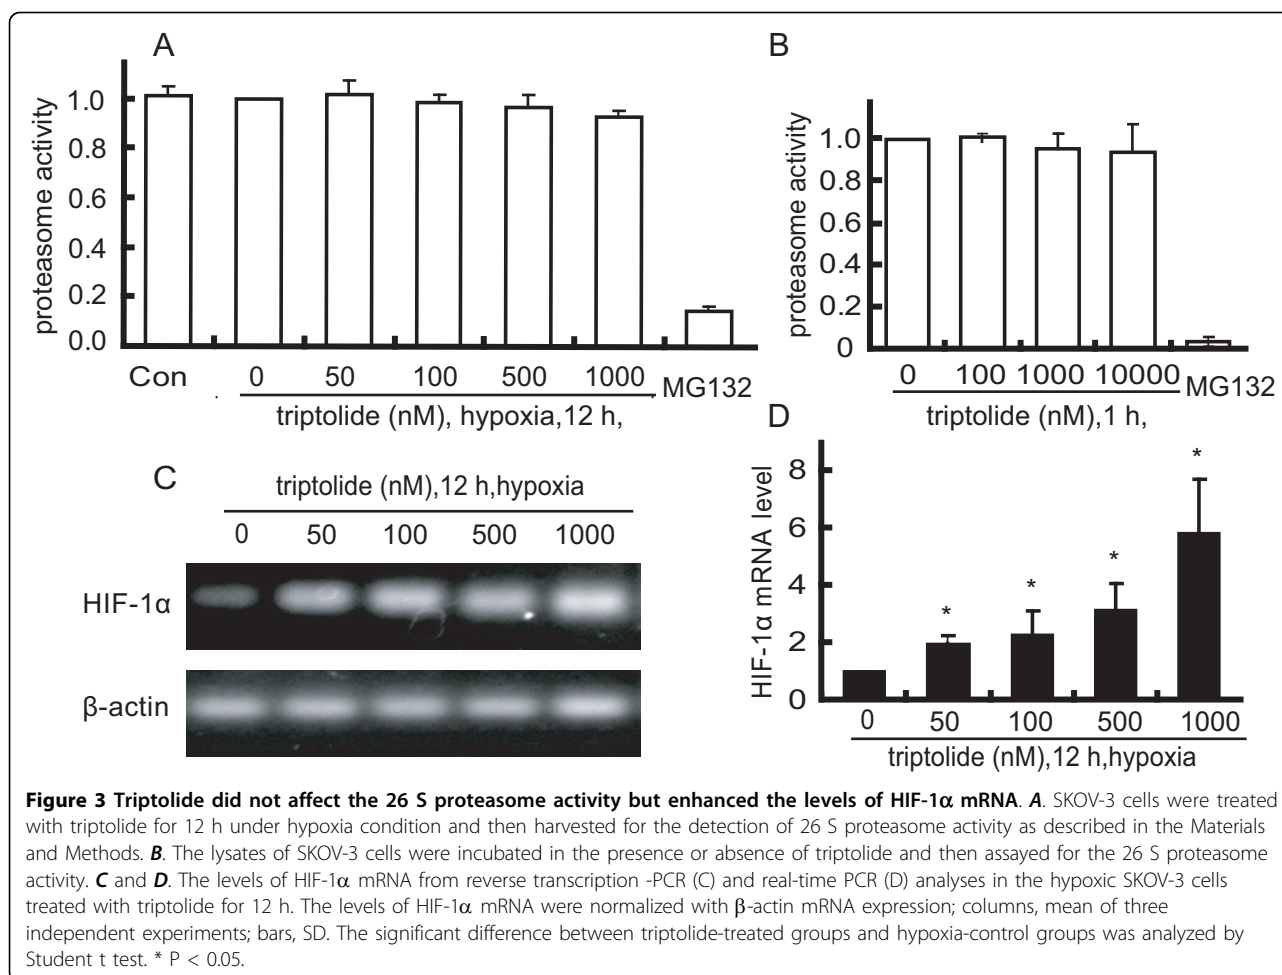 A
proteasome activity
1.0
0.8
0.6
0.4
0.2
0.0
Con 0 50 100 500 1000 MG132
triptolide (nM), hypoxia,12 h,
B
proteasome activity
1.0
0.8
0.6
0.4
0.2
0
0 100 1000 10000 MG132
triptolide (nM),1 h,
C
triptolide (nM),12 h,hypoxia
0 50 100 500 1000
HIF-1α
β-actin
D
HIF-1α mRNA level
8
6
4
2
0
* * * *
0 50 100 500 1000
triptolide (nM),12 h,hypoxia
Figure 3 Triptolide did not affect the 26 S proteasome activity but enhanced the levels of HIF-1α mRNA. A. SKOV-3 cells were treated
with triptolide for 12 h under hypoxia condition and then harvested for the detection of 26 S proteasome activity as described in the Materials
and Methods. B. The lysates of SKOV-3 cells were incubated in the presence or absence of triptolide and then assayed for the 26 S proteasome
activity. C and D. The levels of HIF-1α mRNA from reverse transcription -PCR (C) and real-time PCR (D) analyses in the hypoxic SKOV-3 cells
treated with triptolide for 12 h. The levels of HIF-1α mRNA were normalized with β-actin mRNA expression; columns, mean of three
independent experiments; bars, SD. The significant difference between triptolide-treated groups and hypoxia-control groups was analyzed by
Student t test. * P < 0.05.